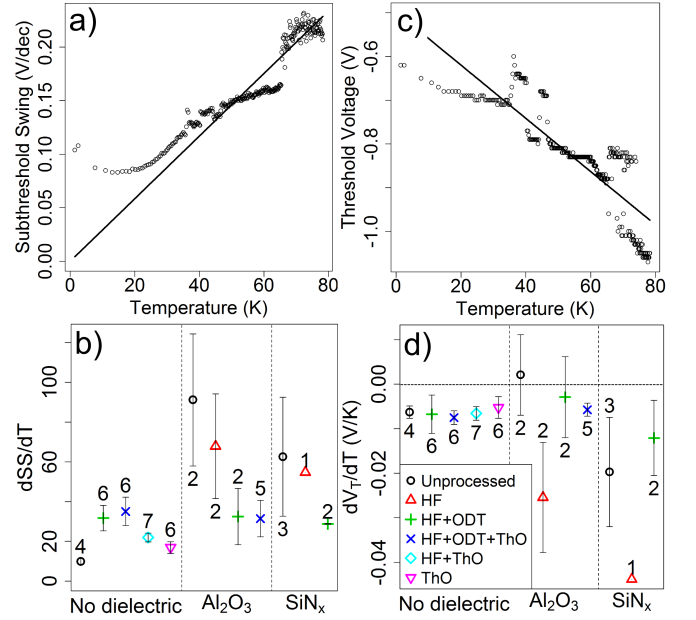 a)
Subthreshold Swing (V/dec)
0.00 0.05 0.10 0.15 0.20
0 20 40 60 80
Temperature (K)
c)
Threshold Voltage (V)
-1.0 -0.8 -0.6
0 20 40 60 80
Temperature (K)
b)
dSS/dT
0 20 60 100
4 6 6 7 6 2 2 2 5 3 1 2
No dielectric Al₂O₃ SiNₓ
d)
dV_T/dT (V/K)
-0.04 -0.02 0.00
4 6 6 7 6 2 2 2 5 3 1 2
Unprocessed
HF
HF+ODT
HF+ODT+ThO
HF+ThO
ThO
No dielectric Al₂O₃ SiNₓ